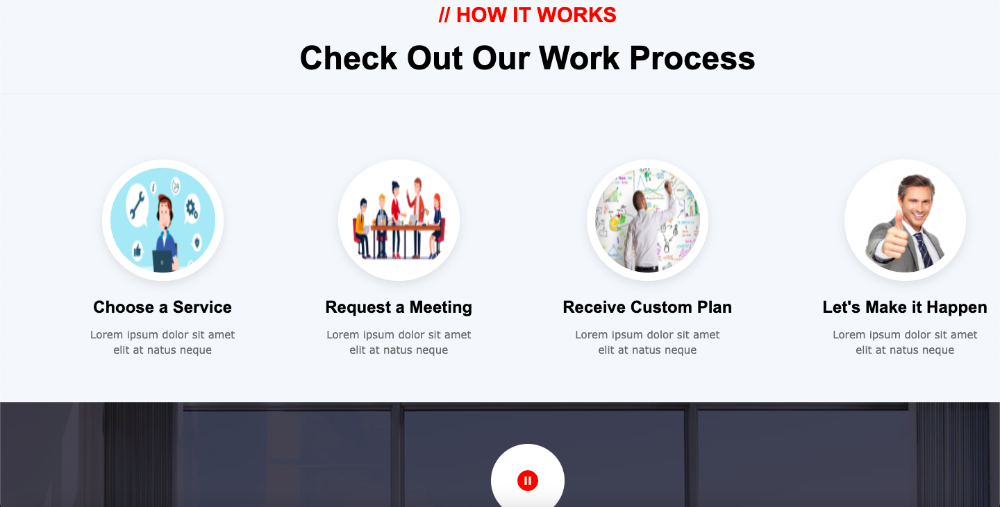 // HOW IT WORKS
Check Out Our Work Process
Choose a Service
Lorem ipsum dolor sit amet
elit at natus neque
Request a Meeting
Lorem ipsum dolor sit amet
elit at natus neque
Receive Custom Plan
Lorem ipsum dolor sit amet
elit at natus neque
Let's Make it Happen
Lorem ipsum dolor sit amet
elit at natus neque